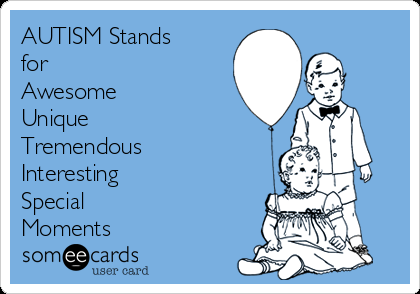 AUTISM Stands
for
Awesome
Unique
Tremendous
Interesting
Special
Moments
someecards
user card